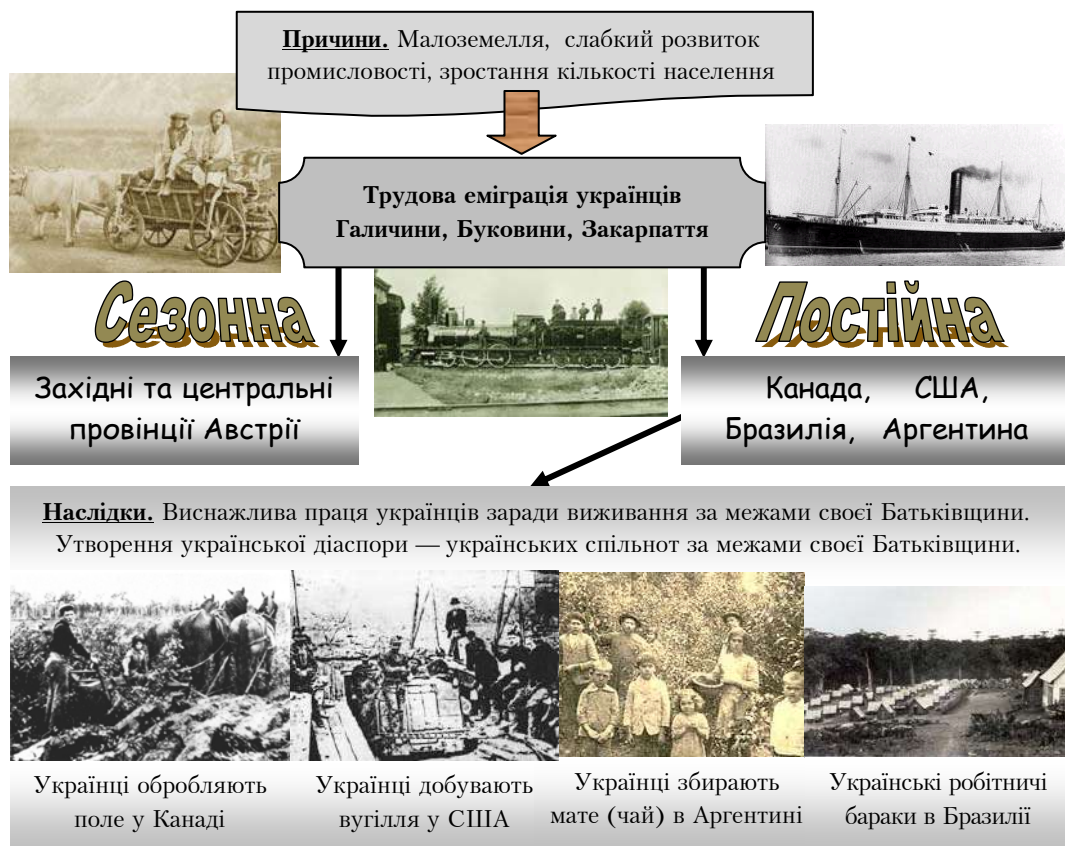 Причини. Малоземелля, слабкий розвиток
промисловості, зростання кількості населення
Трудова еміграція українців
Галичини, Буковини, Закарпаття
Сезонна
Постійна
Західні та центральні
провінції Австрії
Канада, США,
Бразилія, Аргентина
Наслідки. Виснажлива праця українців заради виживання за межами своєї Батьківщини.
Утворення української діаспори — українських спільнот за межами своєї Батьківщини.
Українці обробляють
поле у Канаді
Українці добувають
вугілля у США
Українці збирають
мате (чай) в Аргентині
Українські робітничі
бараки в Бразилії